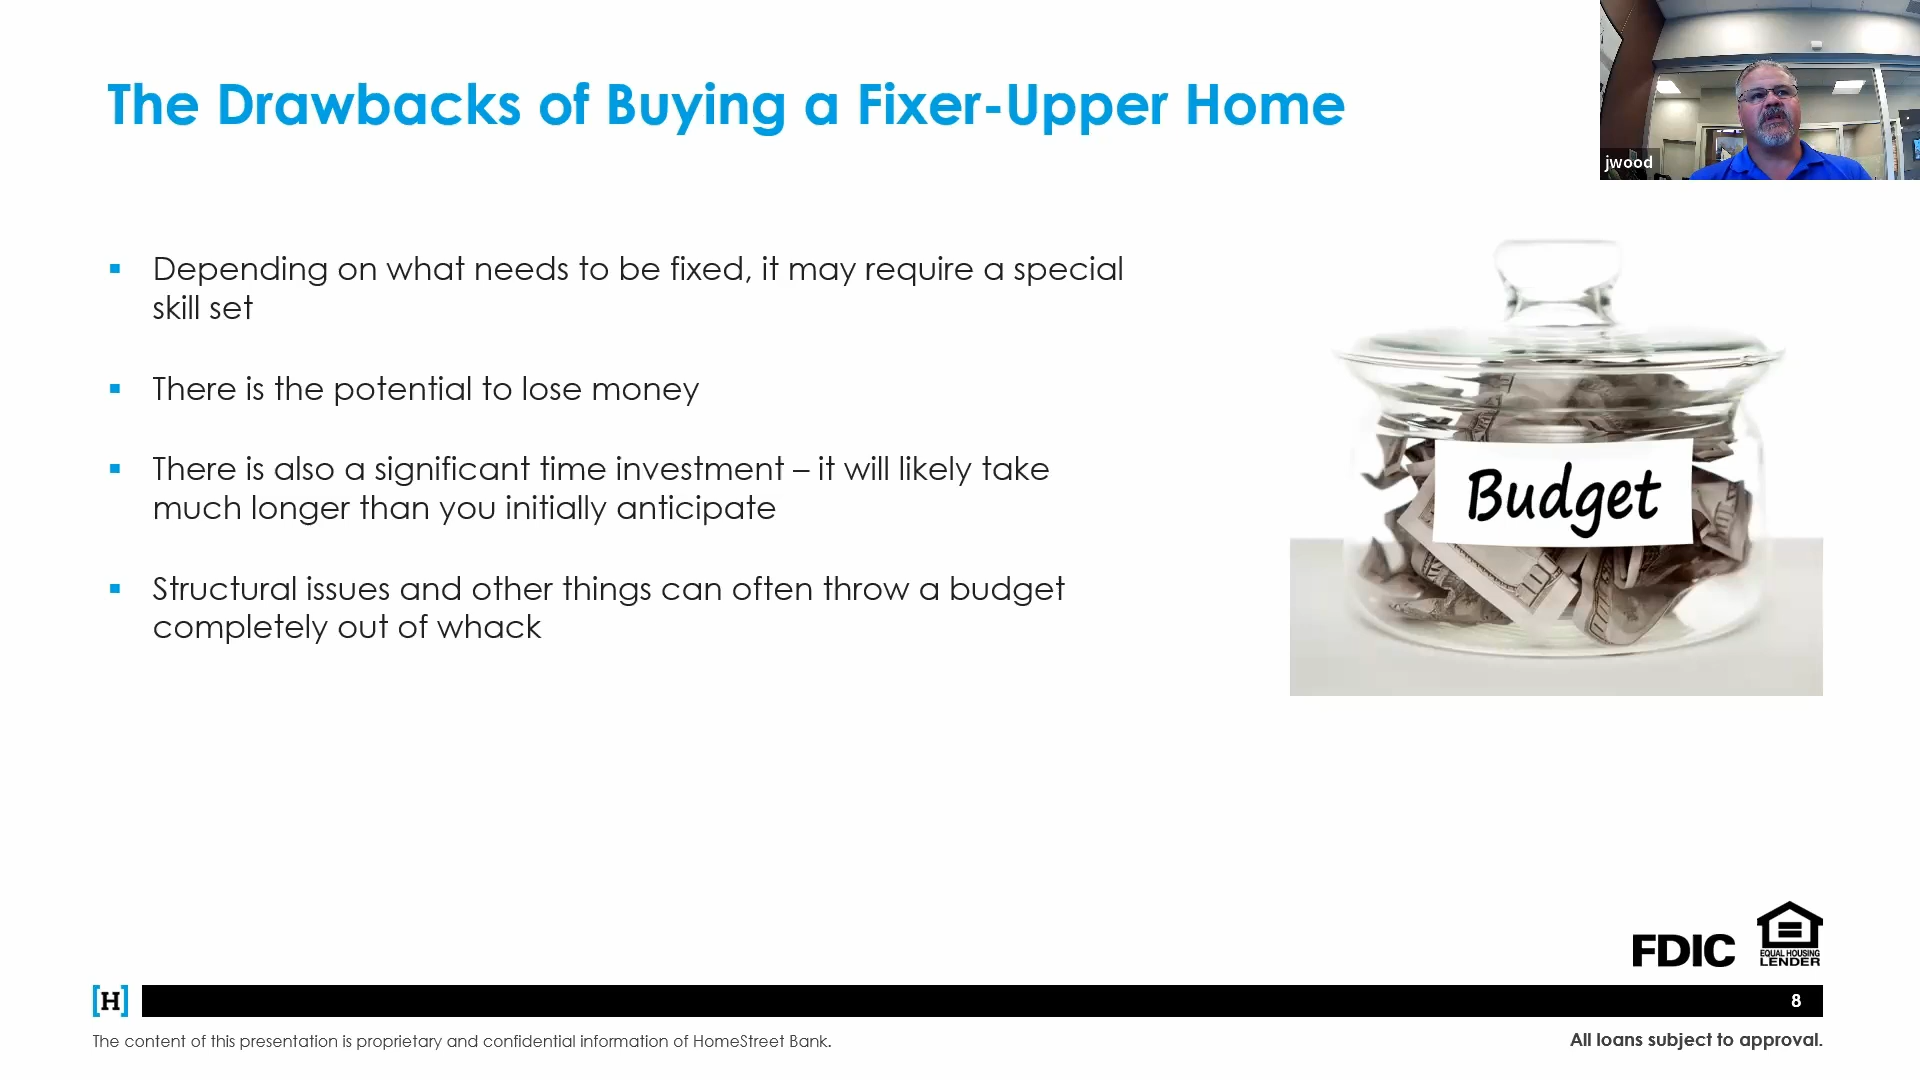 The Drawbacks of Buying a Fixer-Upper Home
jwood
Depending on what needs to be fixed, it may require a special
skill set
There is the potential to lose money
There is also a significant time investment – it will likely take
much longer than you initially anticipate
Structural issues and other things can often throw a budget
completely out of whack
Budget
FDIC
EQUAL HOUSING
LENDER
[H]
8
The content of this presentation is proprietary and confidential information of HomeStreet Bank.
All loans subject to approval.